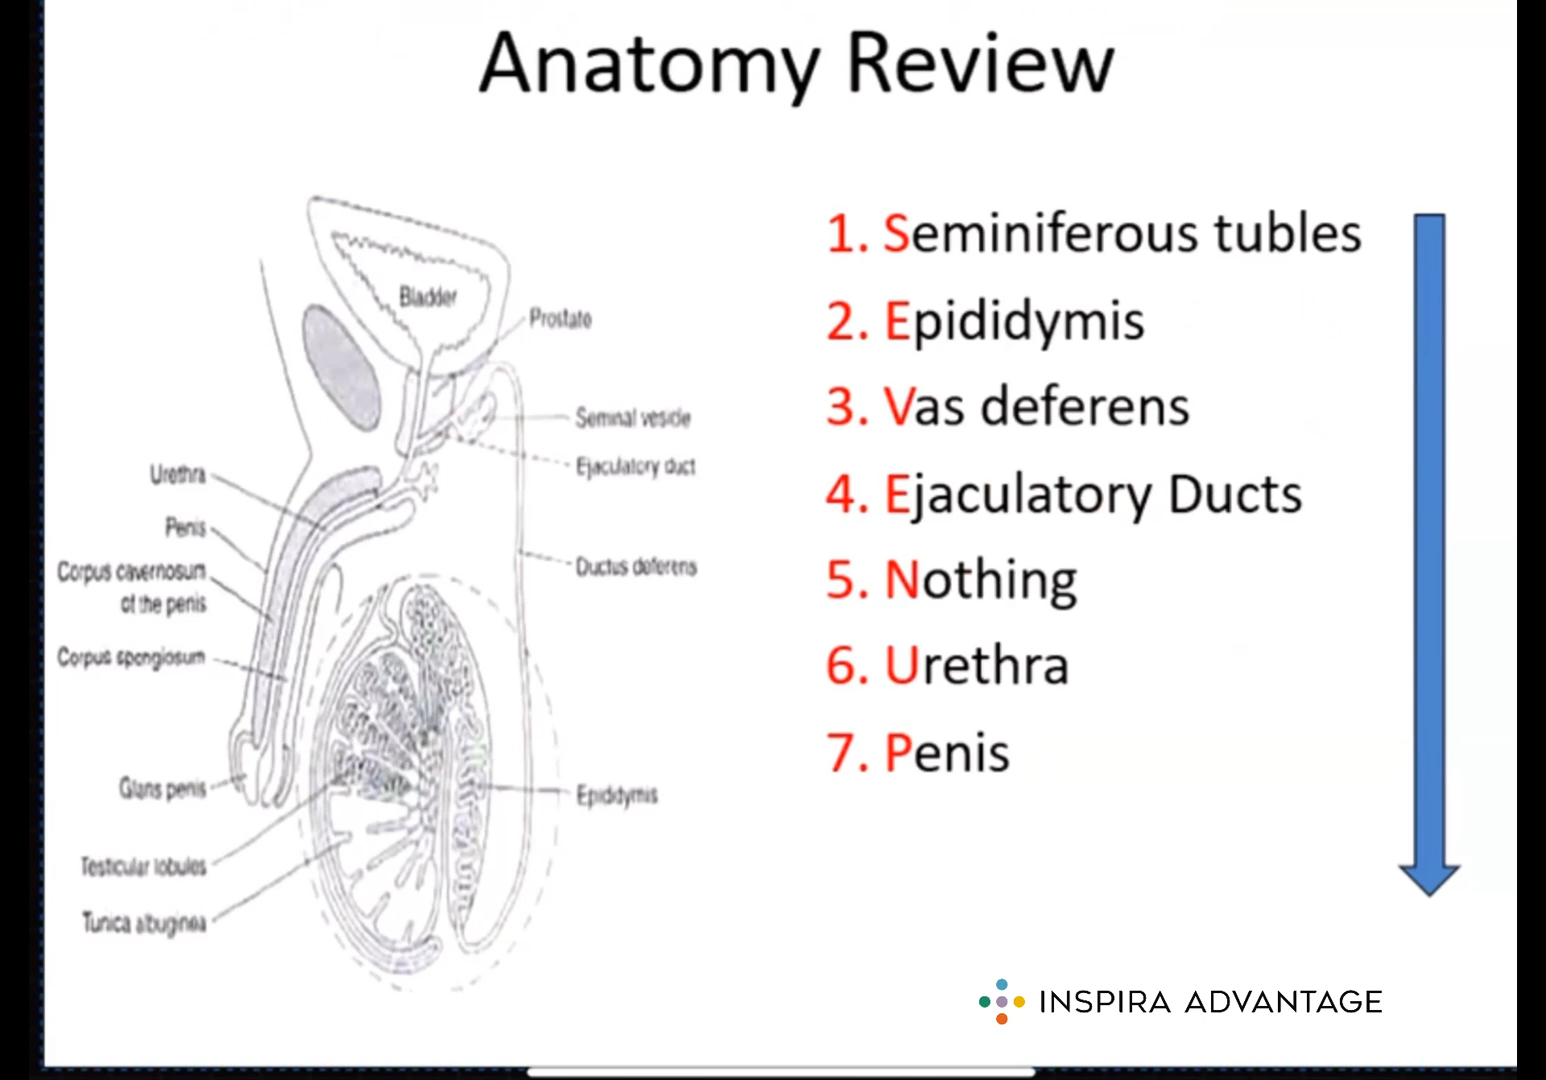 Anatomy Review
Bladder
Prostate
Seminal vesicle
Ejaculatory duct
Urethra
Penis
Corpus cavernosum
of the penis
Ductus deferens
Corpus spongiosum
Glans penis
Epididymis
Testicular lobules
Tunica albuginea
1. Seminiferous tubles
2. Epididymis
3. Vas deferens
4. Ejaculatory Ducts
5. Nothing
6. Urethra
7. Penis
INSPIRA ADVANTAGE